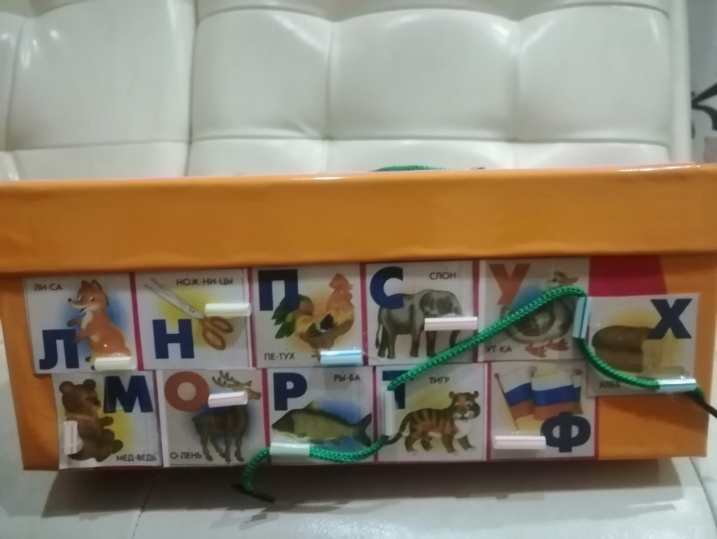 ЛИ-СА
Л
НОЖ-НИ-ЦЫ
Н
П
ПЕ-ТУХ
С
СЛОН
У
УТ-КА
Х
ХЛЕБ
М
МЕД-ВЕДЬ
О
О-ЛЕНЬ
Р
РЫ-БА
Т
ТИГР
Ф